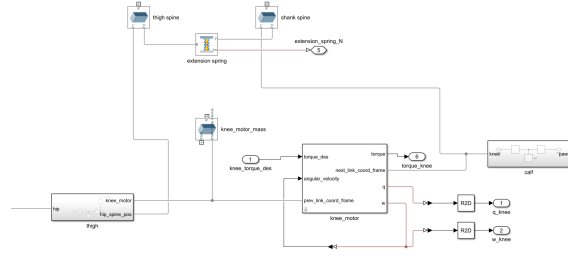 thigh spine
shank spine
extension_spring_N
5
extension spring
knee_motor_mass
1
knee_torque_des
torque_des
angular_velocity
prev_link_coord_frame
torque
next_link_coord_frame
q
w
knee_motor
6
torque_knee
knee
paw
calf
hip
knee_motor
hip_spine_pos
thigh
R2D
1
q_knee
R2D
2
w_knee